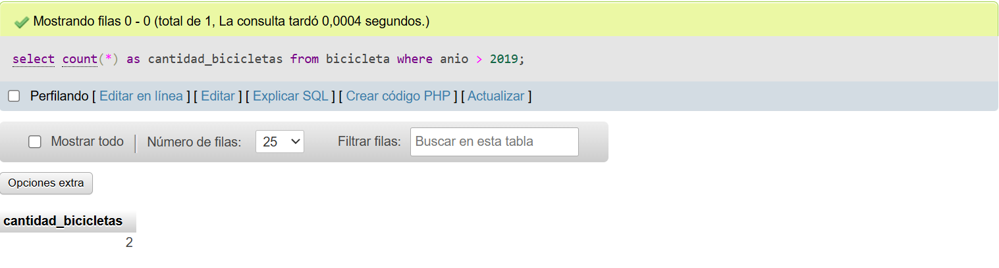 Mostrando filas 0 - 0 (total de 1, La consulta tardó 0,0004 segundos.)
select count(*) as cantidad_bicicletas from bicicleta where anio > 2019;
Perfilando [ Editar en línea ] [ Editar ] [ Explicar SQL ] [ Crear código PHP ] [ Actualizar ]
Mostrar todo | Número de filas: 25 Filtrar filas: Buscar en esta tabla
Opciones extra
cantidad_bicicletas
2